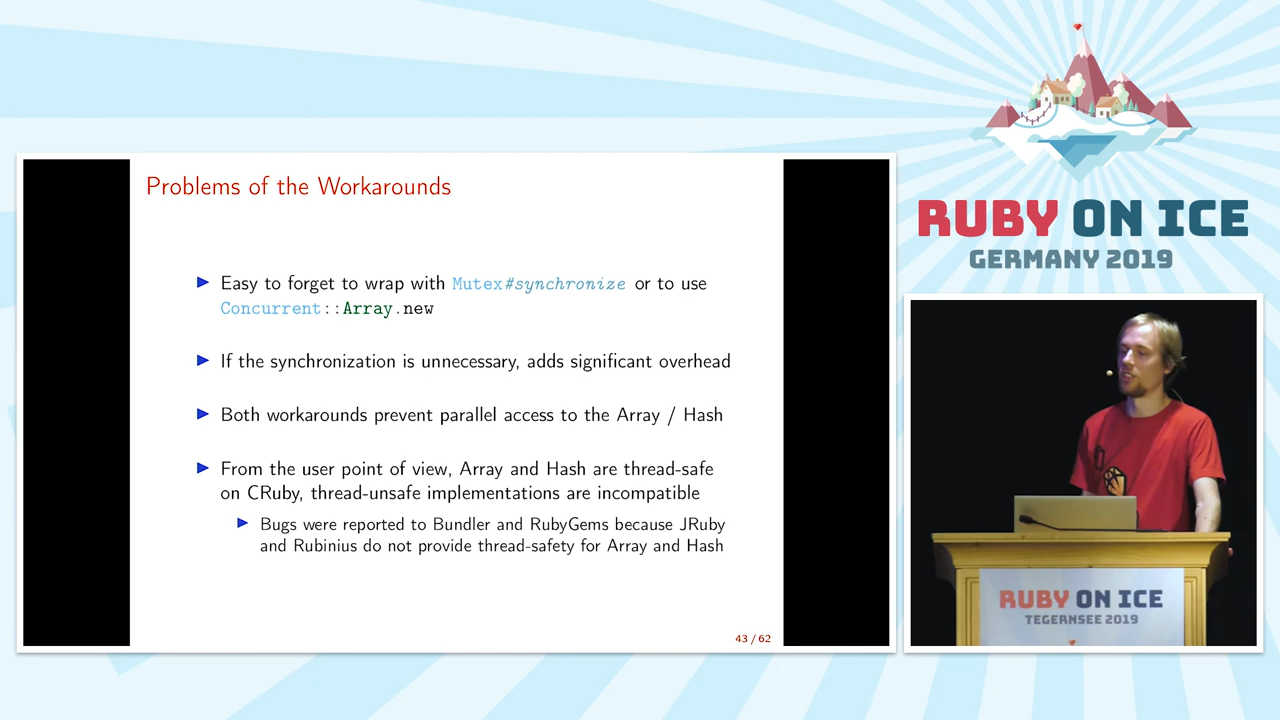 Problems of the Workarounds
Easy to forget to wrap with Mutex#synchronize or to use
Concurrent::Array.new
If the synchronization is unnecessary, adds significant overhead
Both workarounds prevent parallel access to the Array / Hash
From the user point of view, Array and Hash are thread-safe
on CRuby, thread-unsafe implementations are incompatible
Bugs were reported to Bundler and RubyGems because JRuby
and Rubinius do not provide thread-safety for Array and Hash
43 / 62
RUBY ON ICE
GERMANY 2019
RUBY ON ICE
TEGERNSEE 2019